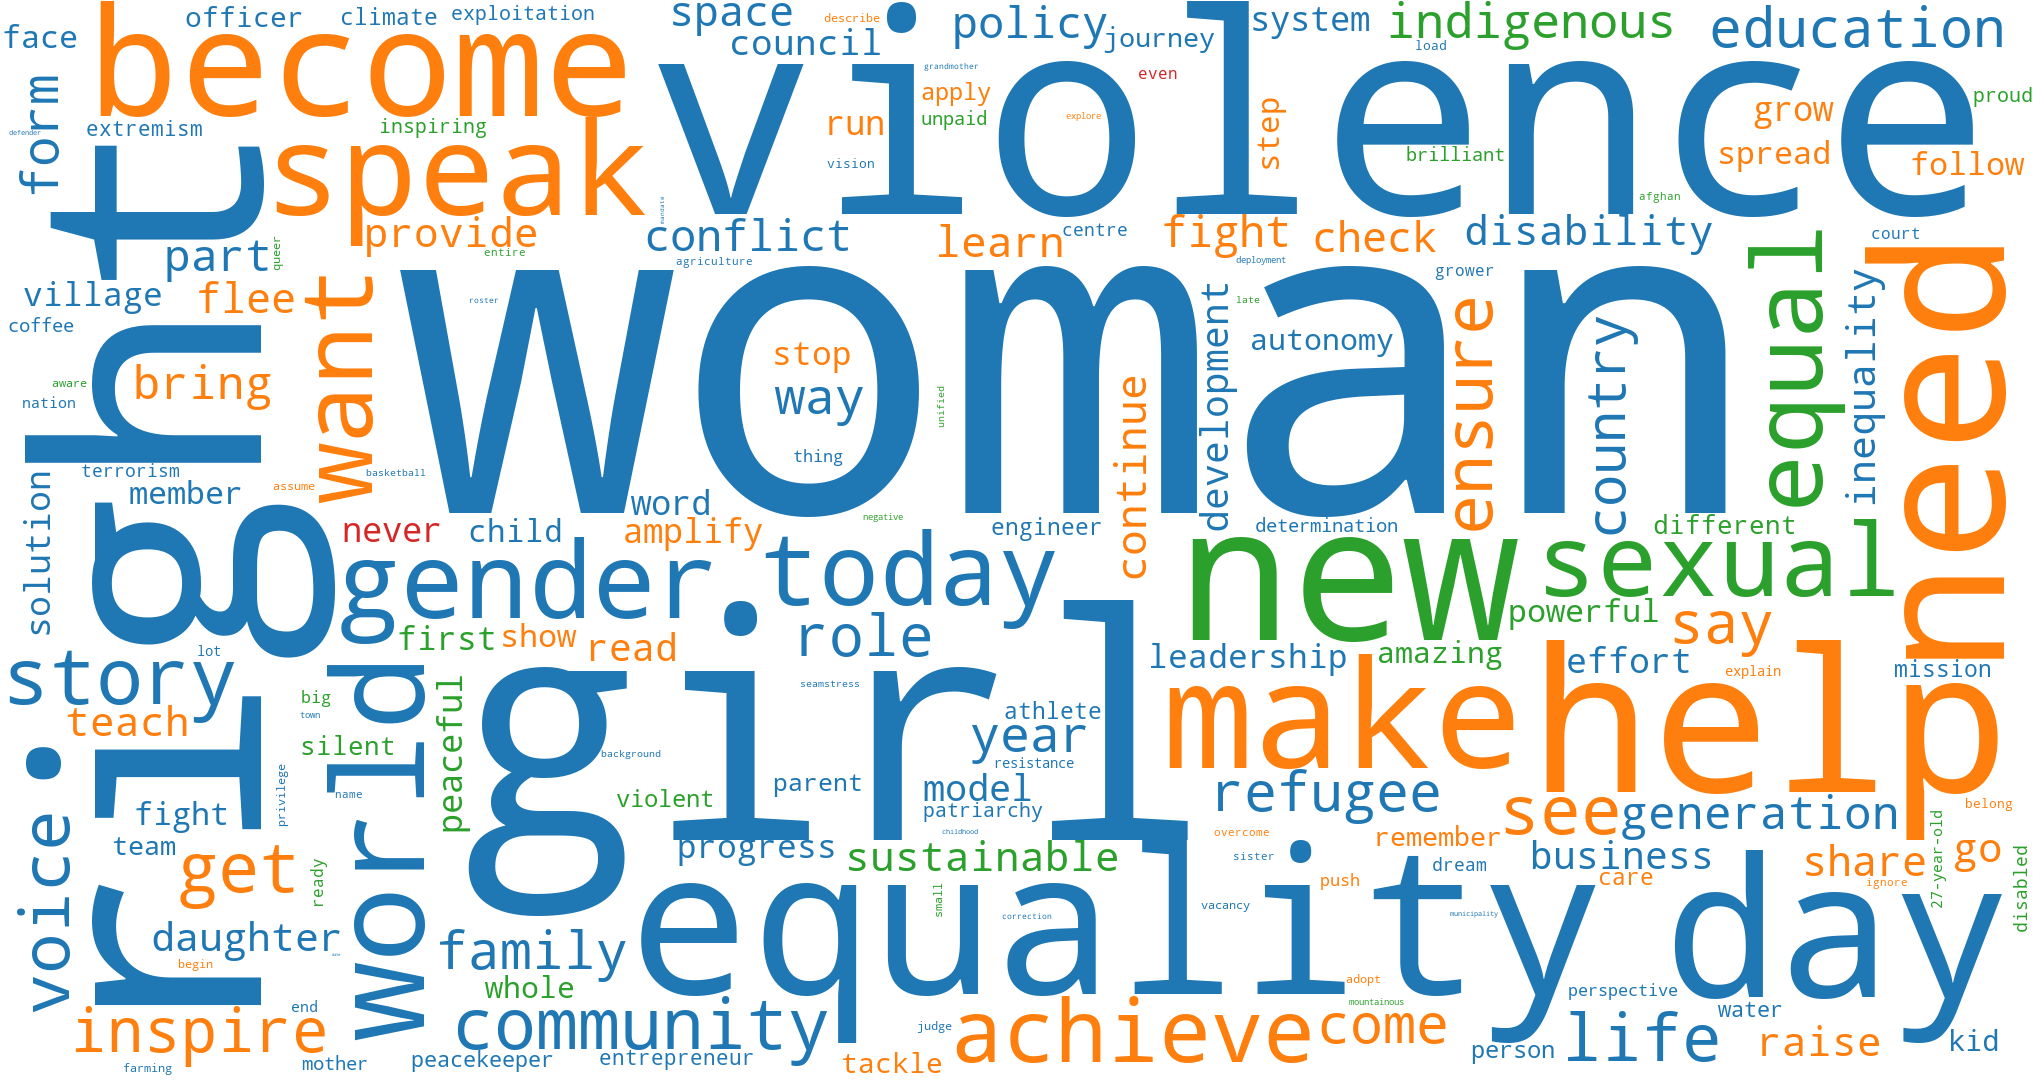 officer
climate
exploitation
space
describe
policy
journey
system
indigenous
education
face
become
council
violence
load
grandmother
even
form
extremism
inspiring
apply
unpaid
run
explore
step
grow
proud
defender
speak
vision
brilliant
spread
follow
right
mandate
afghan
part
queer
provide
entire
conflict
agriculture
learn
centre
fight
deployment
check
disability
equal
court
need
village
flee
want
roster
woman
late
grower
coffee
development
autonomy
ensure
country
inequality
stop
way
aware
bring
nation
unified
continue
thing
terrorism
basketball
solution
member
assume
word
never
child
amplify
negative
engineer
determination
different
gender
today
new
sexual
first
show
read
role
powerful
say
lot
story
leadership
amazing
effort
explain
mission
world
girl
seamstress
make
help
big
town
teach
silent
peaceful
athlete
year
background
resistance
voice
privilege
name
violent
parent
model
patriarchy
refugee
see
generation
belong
fight
team
childhood
progress
overcome
remember
27-year-old
get
ready
sustainable
sister
dream
business
share
go
push
care
ignore
disabled
small
equality
vacancy
day
correction
municipality
daughter
family
begin
whole
adopt
inspire
end
community
mountainous
perspective
water
judge
achieve
come
life
raise
kid
farming
mother
peacekeeper
entrepreneur
tackle
person